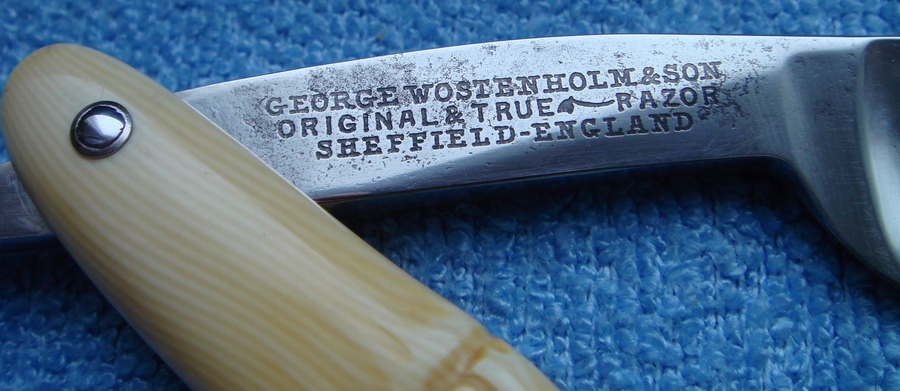 GEORGE WOSTENHOLM & SON
ORIGINAL & TRUE RAZOR
SHEFFIELD-ENGLAND